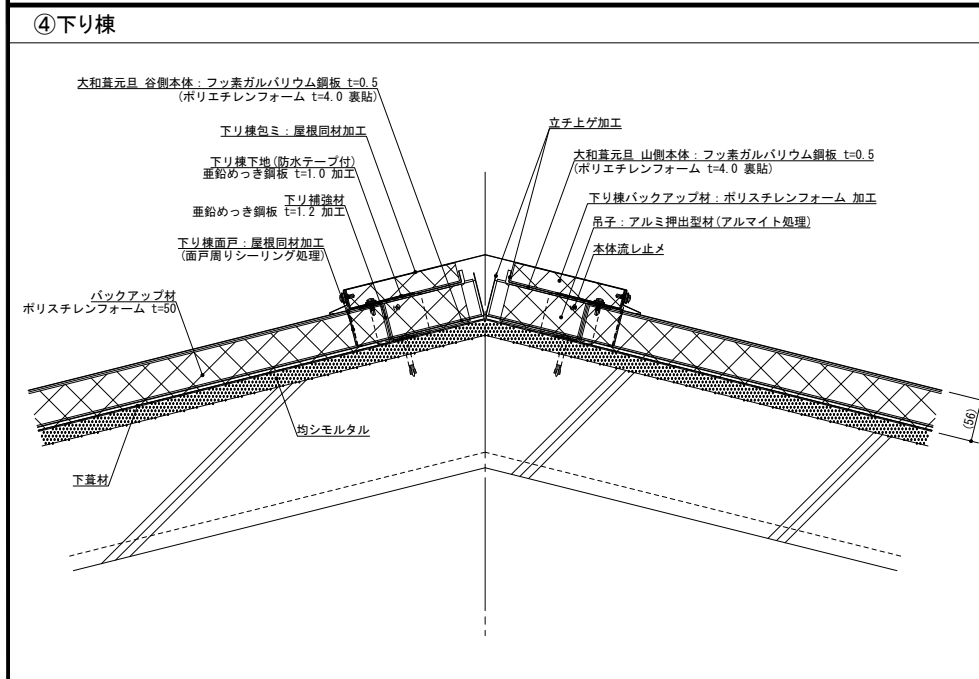 ④下り棟
大和葺元旦 谷側本体：フッ素ガルバリウム鋼板 t=0.5
(ポリエチレンフォーム t=4.0 裏貼)
下り棟包ミ：屋根同材加工
下り棟下地(防水テープ付)
亜鉛めっき鋼板 t=1.0 加工
下り補強材
亜鉛めっき鋼板 t=1.2 加工
下り棟面戸：屋根同材加工
(面戸周りシーリング処理)
バックアップ材
ポリスチレンフォーム t=50
下葺材
均シモルタル
立チ上ゲ加工
大和葺元旦 山側本体：フッ素ガルバリウム鋼板 t=0.5
(ポリエチレンフォーム t=4.0 裏貼)
下り棟バックアップ材：ポリスチレンフォーム 加工
吊子：アルミ押出型材(アルマイト処理)
本体流レ止メ
(56)